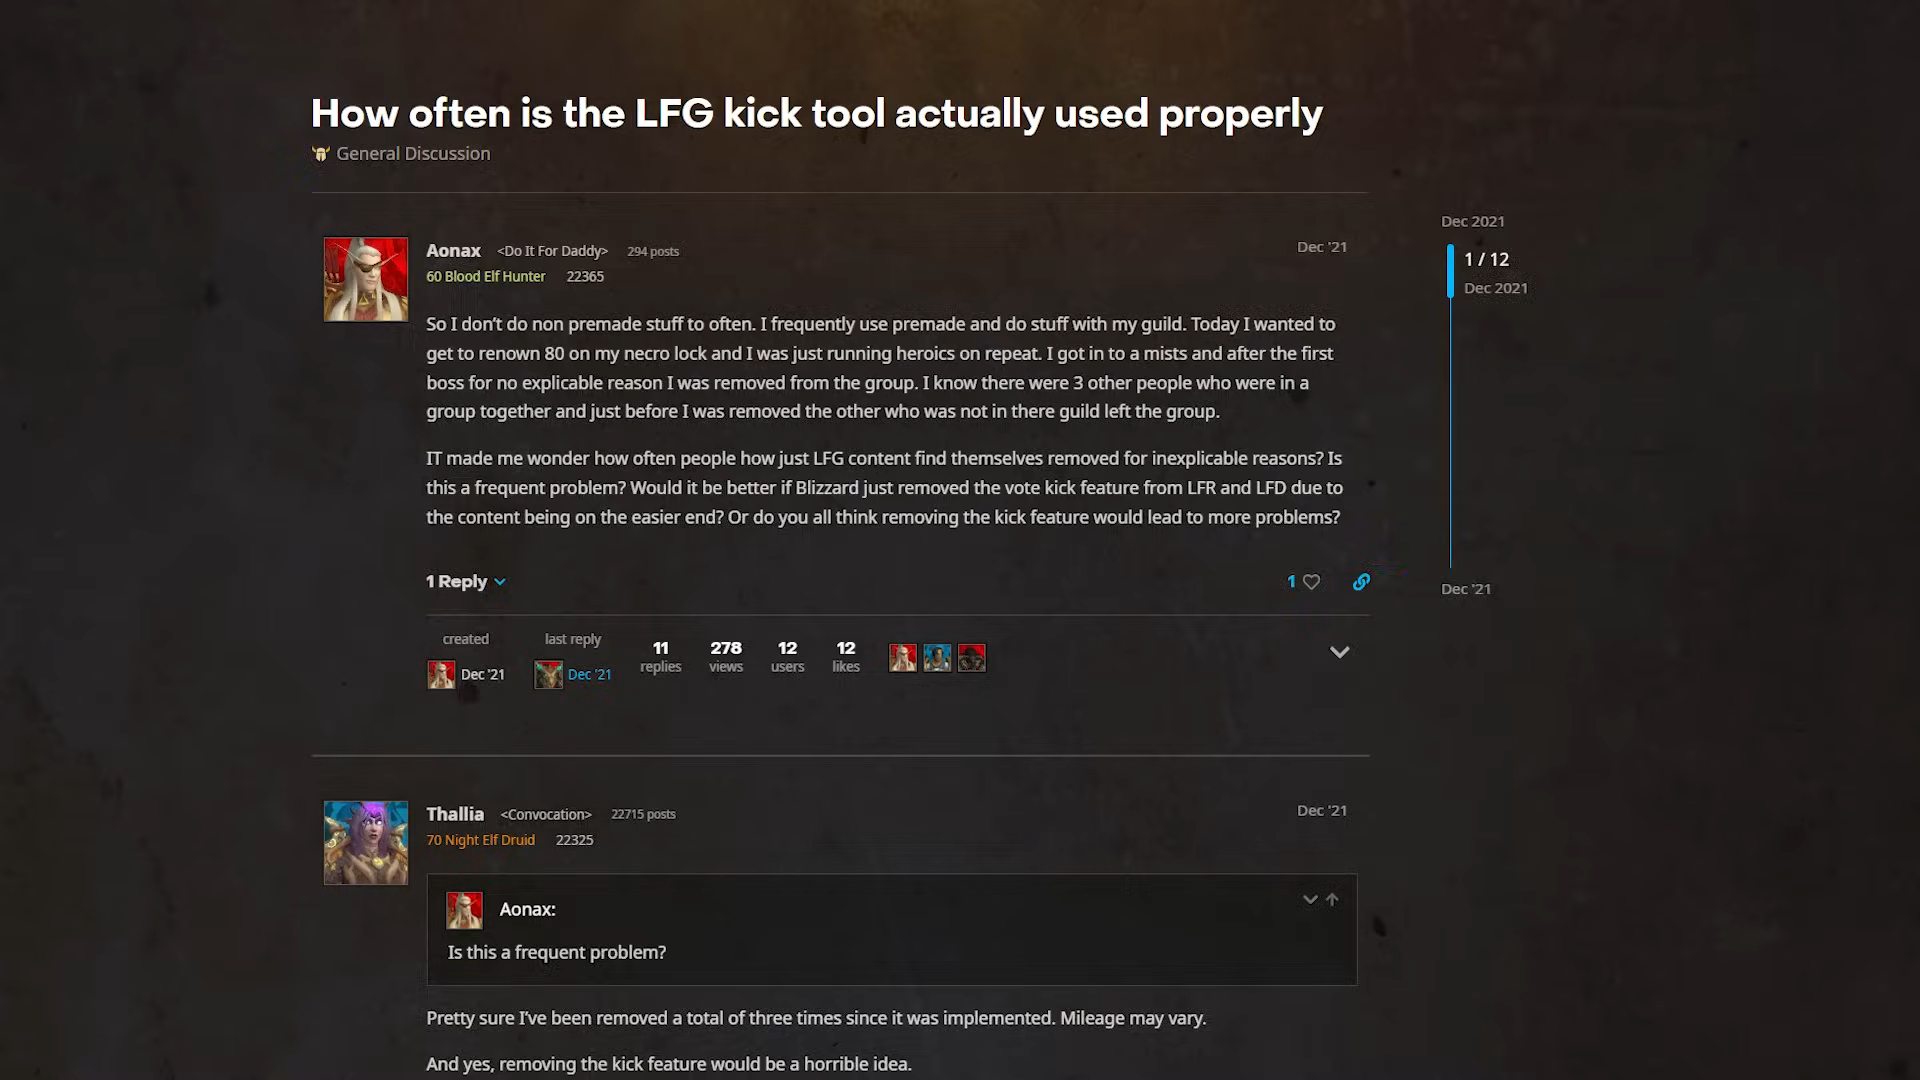 How often is the LFG kick tool actually used properly
General Discussion
Dec 2021
Aonax <Do It For Daddy> 294 posts Dec '21
60 Blood Elf Hunter 22365
1 / 12
Dec 2021
So I don't do non premade stuff to often. I frequently use premade and do stuff with my guild. Today I wanted to
get to renown 80 on my necro lock and I was just running heroics on repeat. I got in to a mists and after the first
boss for no explicable reason I was removed from the group. I know there were 3 other people who were in a
group together and just before I was removed the other who was not in there guild left the group.
IT made me wonder how often people how just LFG content find themselves removed for inexplicable reasons? Is
this a frequent problem? Would it be better if Blizzard just removed the vote kick feature from LFR and LFD due to
the content being on the easier end? Or do you all think removing the kick feature would lead to more problems?
1 Reply 1
Dec '21
created last reply 11 278 12 12
Dec '21 Dec '21 replies views users likes
Thallia <Convocation> 22715 posts Dec '21
70 Night Elf Druid 22325
Aonax:
Is this a frequent problem?
Pretty sure I've been removed a total of three times since it was implemented. Mileage may vary.
And yes, removing the kick feature would be a horrible idea.